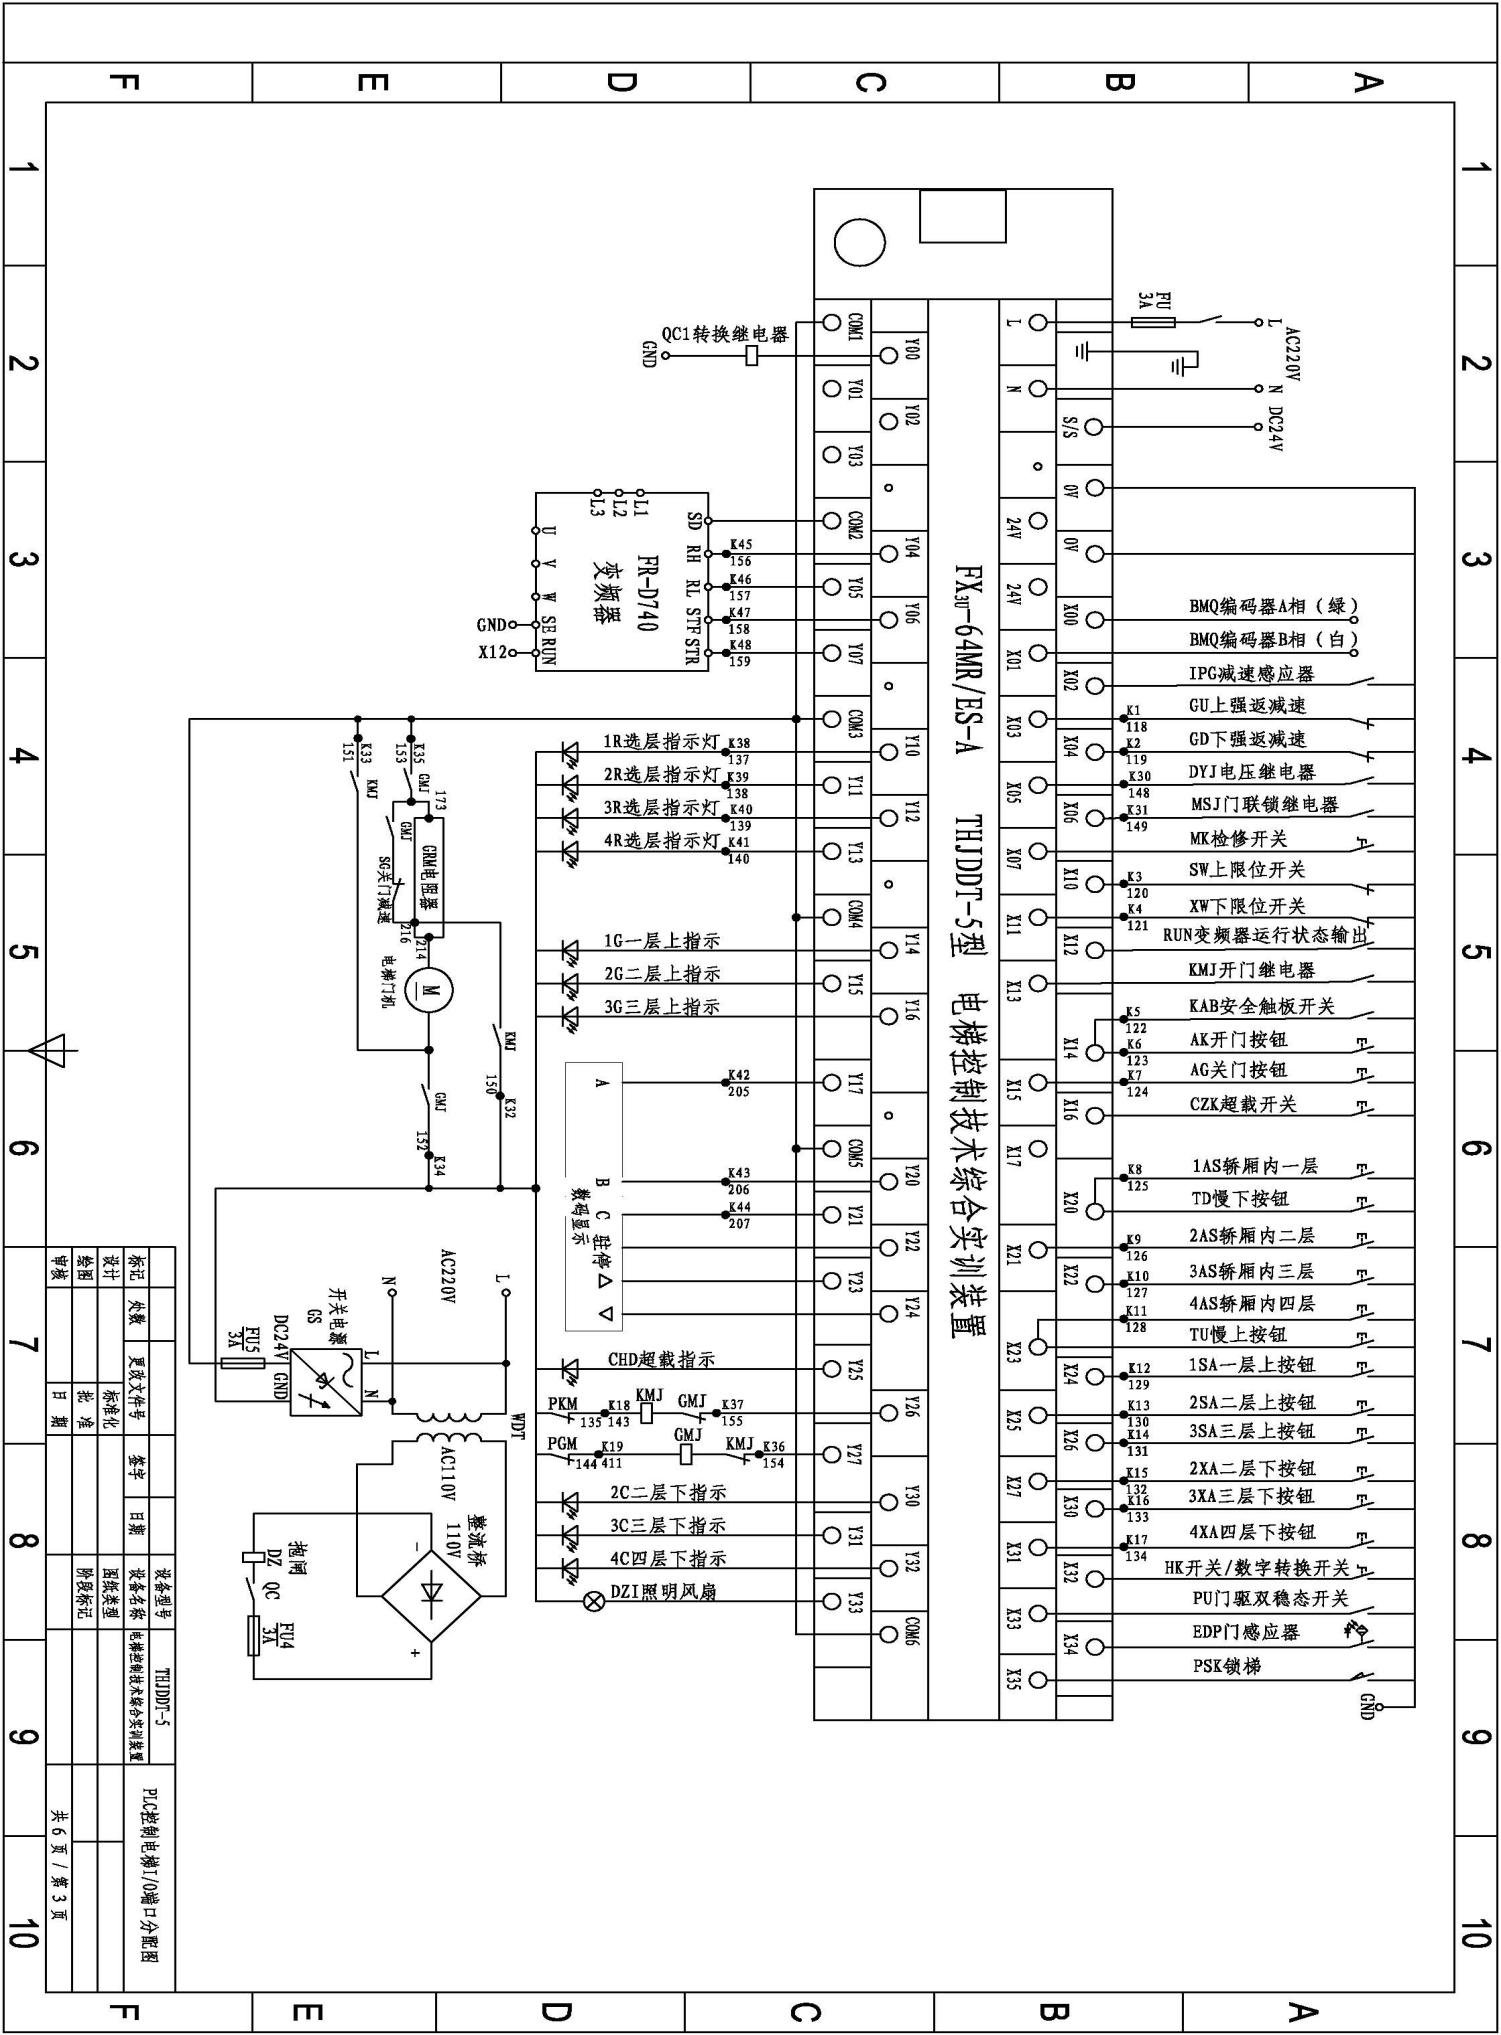 F E D C B A
1
2
3
4
5
6
7
8
9
10
1
2
3
4
5
6
7
8
9
10
F E D C B A
FX3U-64MR/ES-A THJDDT-5型 电梯控制技术综合实训装置
AC220V
L
N
FU
3A
DC24V
L
N
S/S
0V
0V
24V
24V
X00
X01
X02
X03
X04
X05
X06
X07
X10
X11
X12
X13
X14
X15
X16
X17
X20
X21
X22
X23
X24
X25
X26
X27
X30
X31
X32
X33
X34
X35
BMQ编码器A相（绿）
BMQ编码器B相（白）
IPG减速感应器
K1 118 GU上强返减速
K2 119 GD下强返减速
K30 148 DYJ电压继电器
K31 149 MSJ门联锁继电器
MK检修开关
K3 120 SW上限位开关
K4 121 XW下限位开关
RUN变频器运行状态输出
KMJ开门继电器
K5 122 KAB安全触板开关
K6 123 AK开门按钮
K7 124 AG关门按钮
CZK超载开关
K8 125 1AS轿厢内一层
TD慢下按钮
K9 126 2AS轿厢内二层
K10 127 3AS轿厢内三层
K11 128 4AS轿厢内四层
TU慢上按钮
K12 129 1SA一层上按钮
K13 130 2SA二层上按钮
K14 131 3SA三层上按钮
K15 132 2XA二层下按钮
K16 133 3XA三层下按钮
K17 134 4XA四层下按钮
HK开关/数字转换开关
PU门驱双稳态开关
EDP门感应器
PSK锁梯
GND
COM1
Y00
Y01
Y02
Y03
COM2
Y04
Y05
Y06
Y07
COM3
Y10
Y11
Y12
Y13
COM4
Y14
Y15
Y16
Y17
COM5
Y20
Y21
Y22
Y23
Y24
Y25
Y26
Y27
Y30
Y31
Y32
Y33
COM6
QC1转换继电器
GND
FR-D740
变频器
L1
L2
L3
SD
RH
RL
STF
STR
U
V
W
SE
RUN
GND
X12
K45 156
K46 157
K47 158
K48 159
1R选层指示灯 K38 137
2R选层指示灯 K39 138
3R选层指示灯 K40 139
4R选层指示灯 K41 140
1G一层上指示
2G二层上指示
3G三层上指示
A
B
C
驻停
△
▽
数码显示
K42 205
K43 206
K44 207
CHD超载指示
PKM 135 K18 143 KMJ GMJ K37 155
PGM 144 K19 411 GMJ KMJ K36 154
2C二层下指示
3C三层下指示
4C四层下指示
DZI照明风扇
K33
151
KMJ
K35
153
GMJ
173
GMJ
SG关门减速
GRM电阻器
216
214
M
电梯门机
KMJ
150
K32
GMJ
152
K34
AC220V
L
N
开关电源
GS
DC24V
GND
L
N
FU5
3A
WDT
AC110V
整流桥
110V
-
+
抱闸
DZ
QC
FU4
3A
标记
处数
更改文件号
签字
日期
设计
标准化
绘图
批 准
审核
日 期
设备型号
THJDDT-5
设备名称
电梯控制技术综合实训装置
图纸类型
阶段标记
PLC控制电梯I/O端口分配图
共 6 页 / 第 3 页